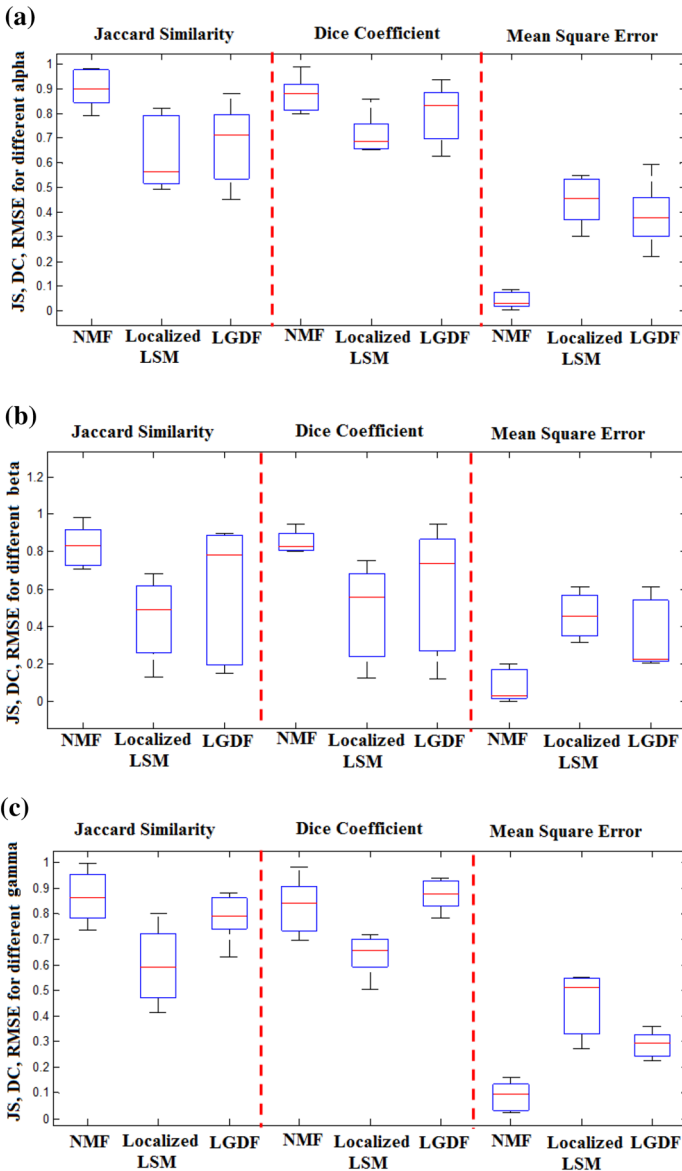 (a)
Jaccard Similarity Dice Coefficient Mean Square Error
JS, DC, RMSE for different alpha
1
0.9
0.8
0.7
0.6
0.5
0.4
0.3
0.2
0.1
0
NMF Localized LSM LGDF NMF Localized LSM LGDF NMF Localized LSM LGDF
(b)
Jaccard Similarity Dice Coefficient Mean Square Error
JS, DC, RMSE for different beta
1.2
1
0.8
0.6
0.4
0.2
0
NMF Localized LSM LGDF NMF Localized LSM LGDF NMF Localized LSM LGDF
(c)
Jaccard Similarity Dice Coefficient Mean Square Error
JS, DC, RMSE for different gamma
1
0.9
0.8
0.7
0.6
0.5
0.4
0.3
0.2
0.1
0
NMF Localized LSM LGDF NMF Localized LSM LGDF NMF Localized LSM LGDF